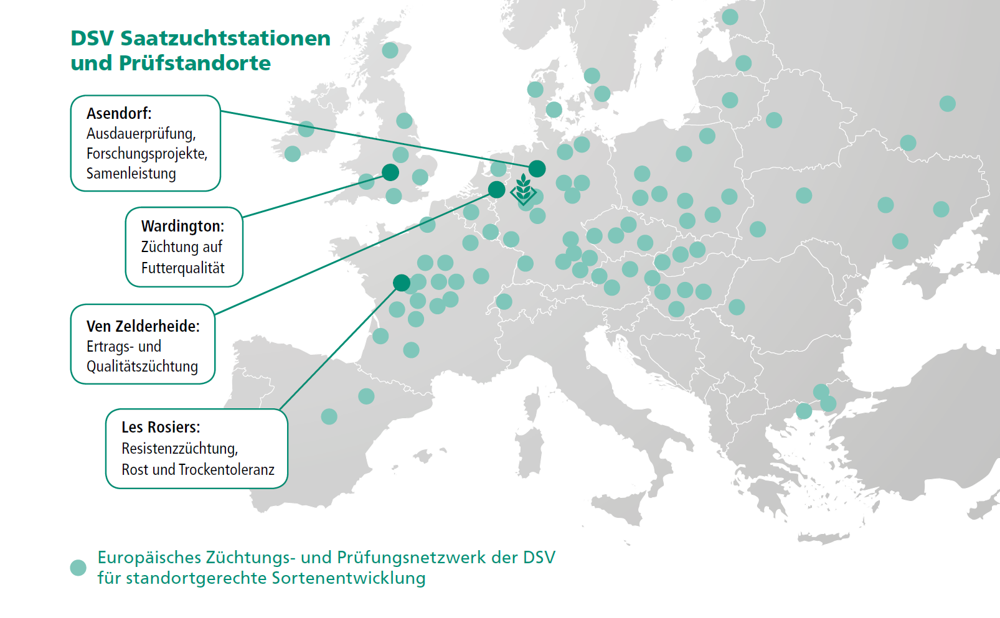 DSV Saatzuchtstationen
und Prüfstandorte
Asendorf:
Ausdauerprüfung,
Forschungsprojekte,
Samenleistung
Wardington:
Züchtung auf
Futterqualität
Ven Zelderheide:
Ertrags- und
Qualitätszüchtung
Les Rosiers:
Resistenzzüchtung,
Rost und Trockentoleranz
Europäisches Züchtungs- und Prüfungsnetzwerk der DSV
für standortgerechte Sortenentwicklung